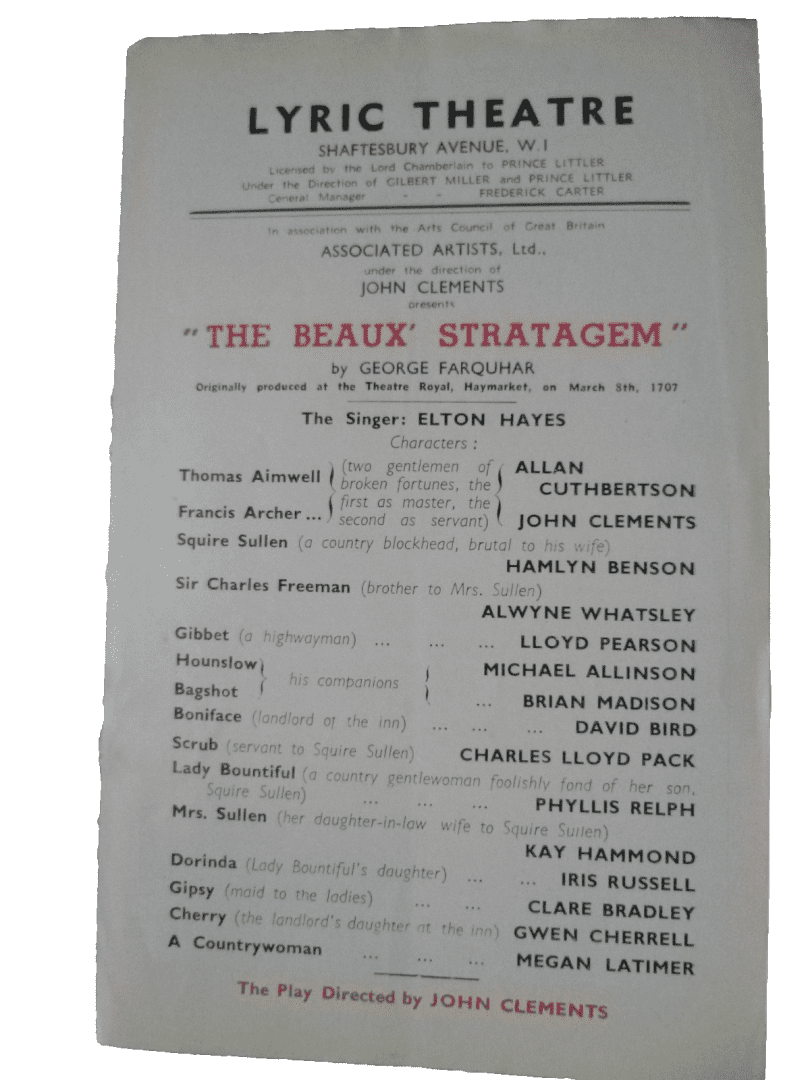 LYRIC THEATRE
SHAFTESBURY AVENUE, W.1
Licensed by the Lord Chamberlain to PRINCE LITTLER
Under the Direction of GILBERT MILLER and PRINCE LITTLER
General Manager - - FREDERICK CARTER
In association with the Arts Council of Great Britain
ASSOCIATED ARTISTS, Ltd.,
under the direction of
JOHN CLEMENTS
presents
"THE BEAUX' STRATAGEM"
by GEORGE FARQUHAR
Originally produced at the Theatre Royal, Haymarket, on March 8th, 1707
The Singer: ELTON HAYES
Characters :
Thomas Aimwell (two gentlemen of broken fortunes, the ALLAN CUTHBERTSON
Francis Archer ... first as master, the second as servant) JOHN CLEMENTS
Squire Sullen (a country blockhead, brutal to his wife)
HAMLYN BENSON
Sir Charles Freeman (brother to Mrs. Sullen)
ALWYNE WHATSLEY
Gibbet (a highwayman) ... ... ... LLOYD PEARSON
Hounslow } his companions { MICHAEL ALLINSON
Bagshot ... BRIAN MADISON
Boniface (landlord of the inn) ... ... ... DAVID BIRD
Scrub (servant to Squire Sullen) CHARLES LLOYD PACK
Lady Bountiful (a country gentlewoman foolishly fond of her son,
Squire Sullen) ... ... ... PHYLLIS RELPH
Mrs. Sullen (her daughter-in-law wife to Squire Sullen)
KAY HAMMOND
Dorinda (Lady Bountiful's daughter) ... ... IRIS RUSSELL
Gipsy (maid to the ladies) ... ... CLARE BRADLEY
Cherry (the landlord's daughter at the inn) GWEN CHERRELL
A Countrywoman ... ... ... MEGAN LATIMER
The Play Directed by JOHN CLEMENTS